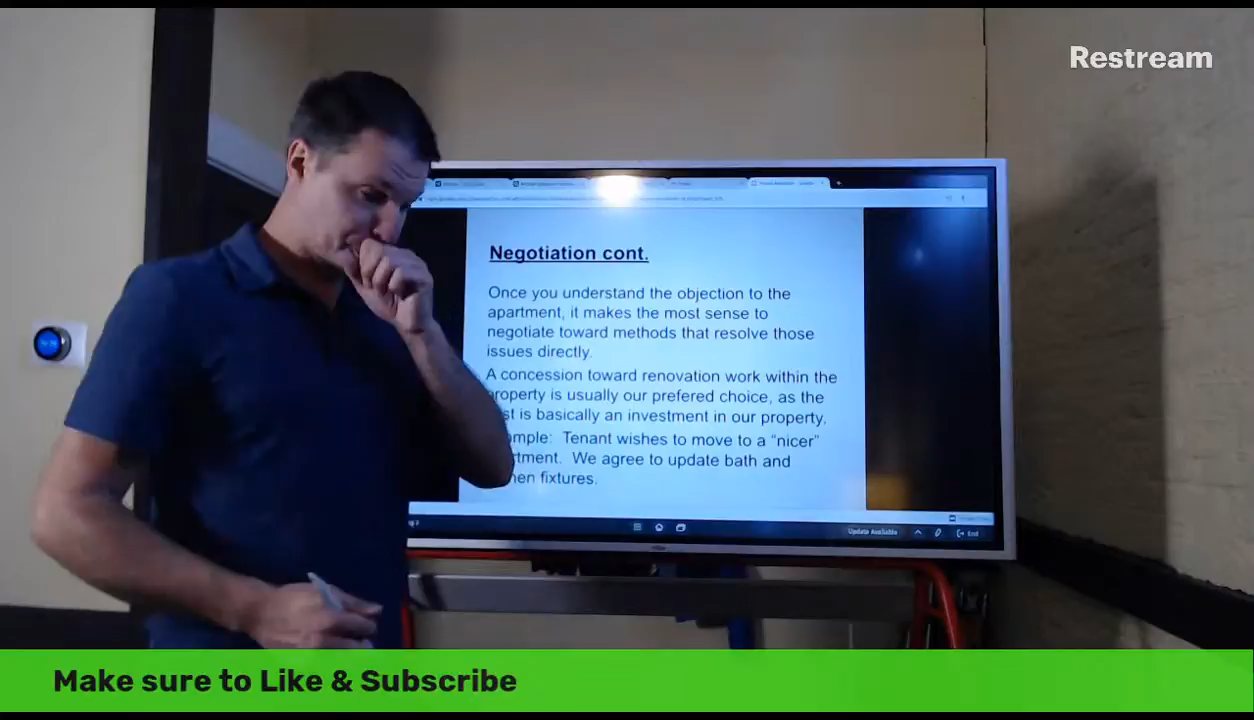 Restream
Negotiation cont.
Once you understand the objection to the
apartment, it makes the most sense to
negotiate toward methods that resolve those
issues directly.
A concession toward renovation work within the
property is usually our prefered choice, as the
is basically an investment in our property.
Tenant wishes to move to a “nicer”
We agree to update bath and
fixtures.
Update Available
End
Make sure to Like & Subscribe